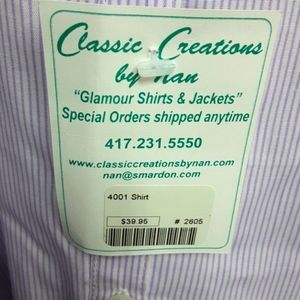 Classic Creations
by Nan
“Glamour Shirts & Jackets”
Special Orders shipped anytime
417.231.5550
www.classiccreationsbynan.com
nan@smardon.com
4001 Shirt
$39.95 # 2605